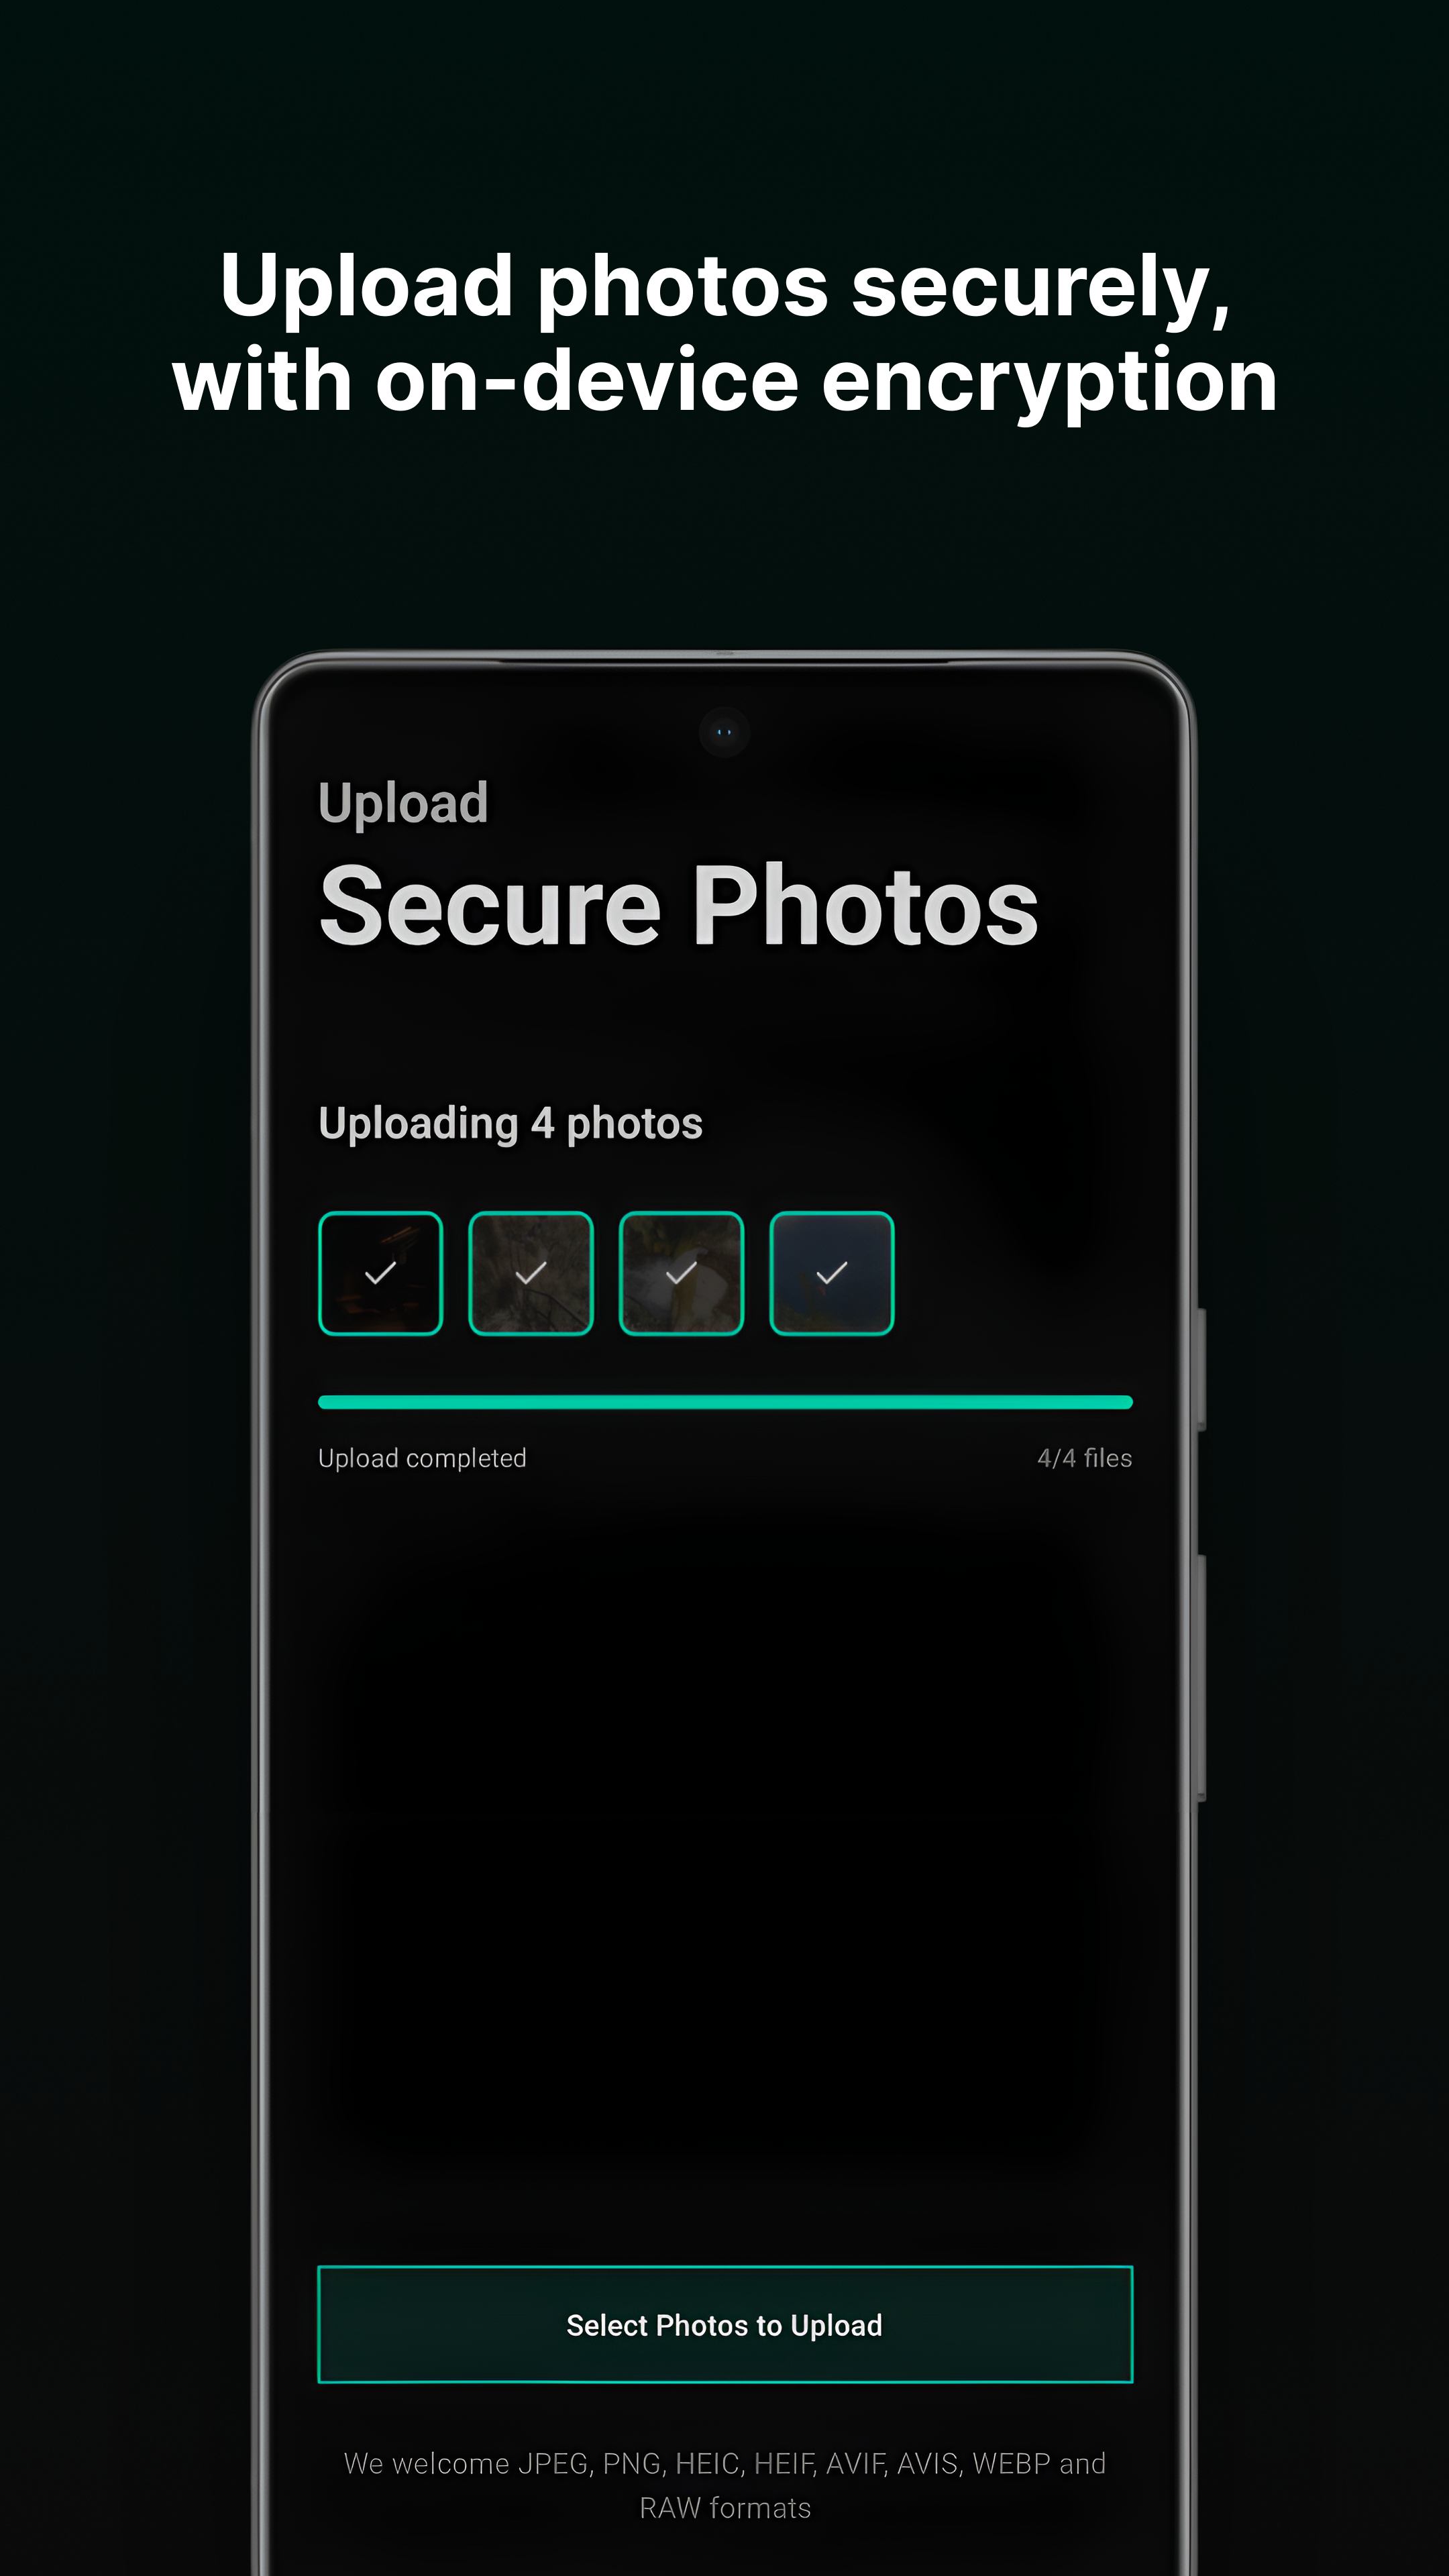 Upload photos securely,
with on-device encryption
Upload
Secure Photos
Uploading 4 photos
Upload completed
4/4 files
Select Photos to Upload
We welcome JPEG, PNG, HEIC, HEIF, AVIF, AVIS, WEBP and
RAW formats